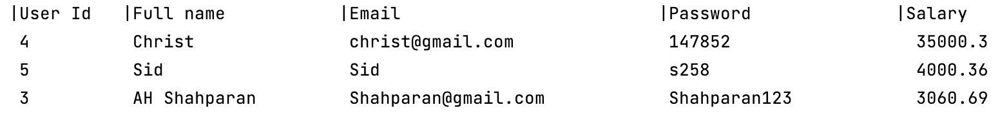 |User Id |Full name |Email |Password |Salary
4 Christ christ@gmail.com 147852 35000.3
5 Sid Sid s258 4000.36
3 AH Shahparan Shahparan@gmail.com Shahparan123 3060.69